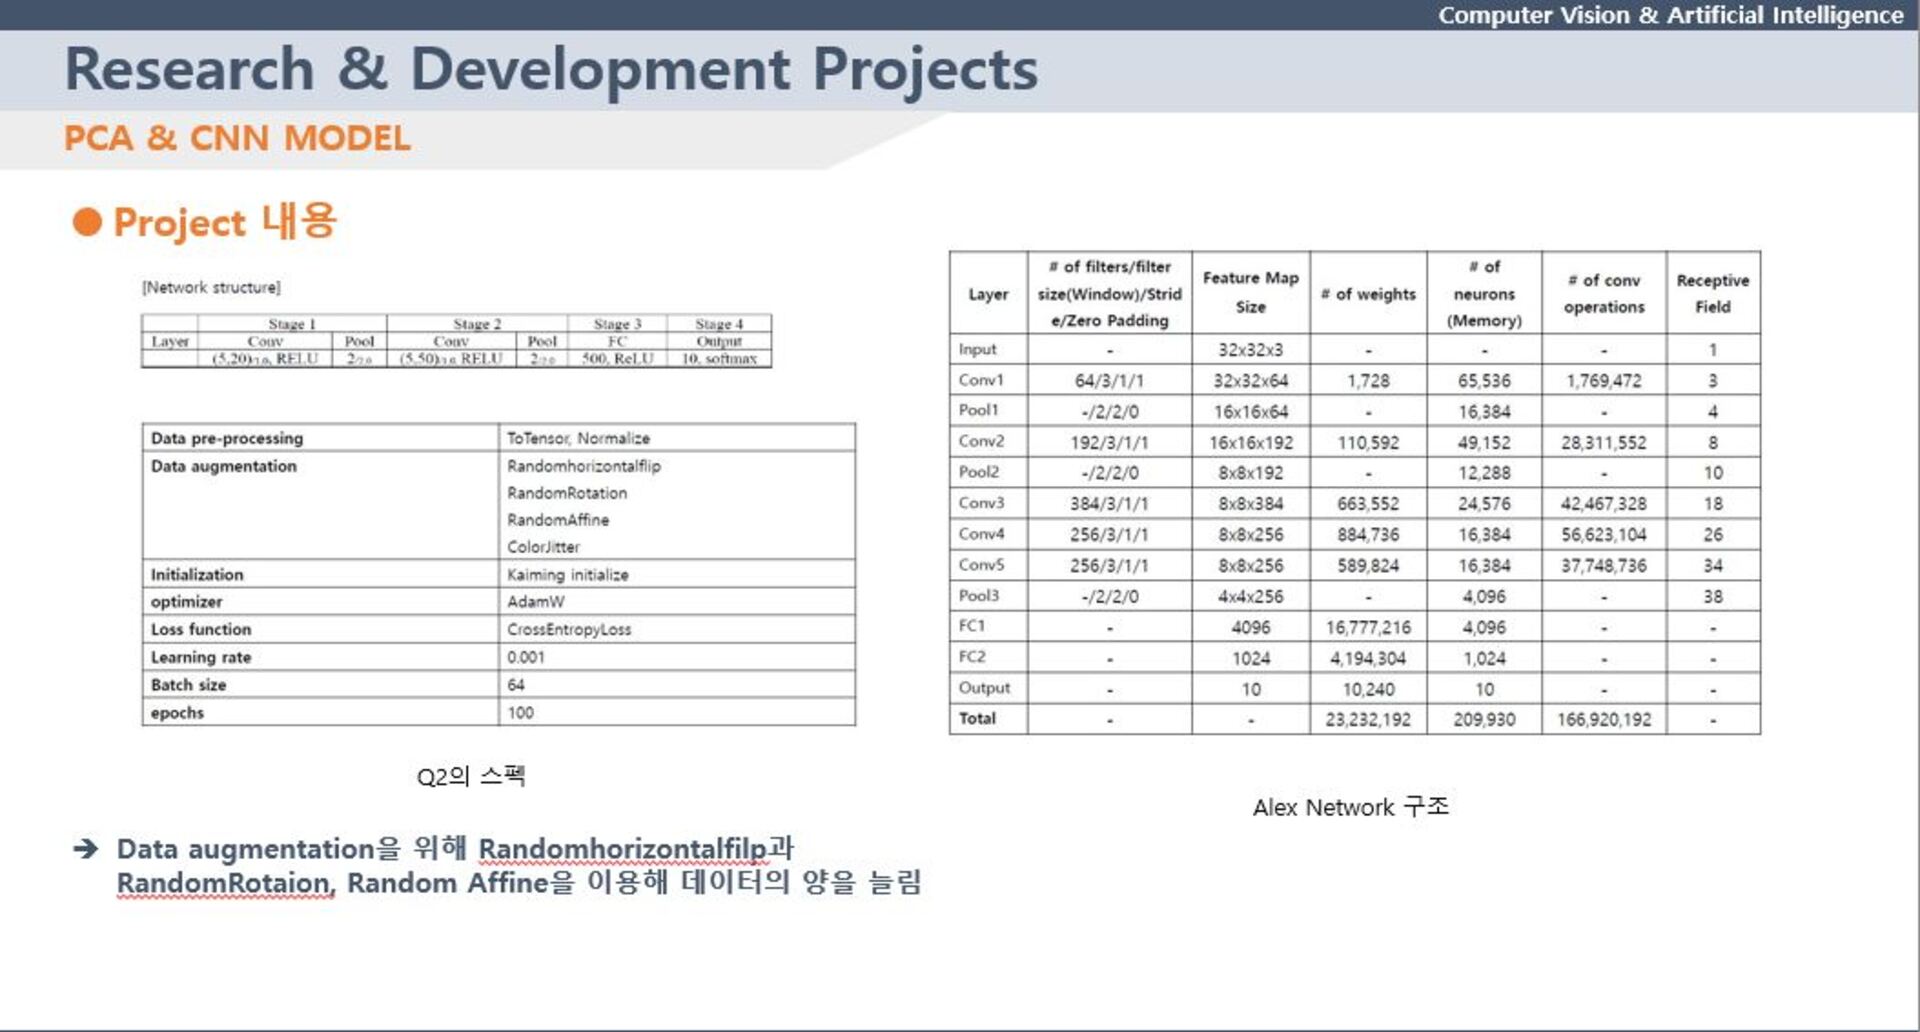 Computer Vision & Artificial Intelligence
Research & Development Projects
PCA & CNN MODEL
● Project 내용
[Network structure]
Stage 1 Stage 2 Stage 3 Stage 4
Layer Conv Pool Conv Pool FC Output
(5,20)/1.0, RELU 2/2.0 (5,50)/1.0, RELU 2/2.0 500, ReLU 10, softmax
Data pre-processing ToTensor, Normalize
Data augmentation Randomhorizontalflip
RandomRotation
RandomAffine
ColorJitter
Initialization Kaiming initialize
optimizer AdamW
Loss function CrossEntropyLoss
Learning rate 0.001
Batch size 64
epochs 100
Q2의 스펙
➔ Data augmentation을 위해 Randomhorizontalfilp과
RandomRotaion, Random Affine을 이용해 데이터의 양을 늘림
Layer # of filters/filter size(Window)/Stride/Zero Padding Feature Map Size # of weights # of neurons (Memory) # of conv operations Receptive Field
Input - 32x32x3 - - - 1
Conv1 64/3/1/1 32x32x64 1,728 65,536 1,769,472 3
Pool1 -/2/2/0 16x16x64 - 16,384 - 4
Conv2 192/3/1/1 16x16x192 110,592 49,152 28,311,552 8
Pool2 -/2/2/0 8x8x192 - 12,288 - 10
Conv3 384/3/1/1 8x8x384 663,552 24,576 42,467,328 18
Conv4 256/3/1/1 8x8x256 884,736 16,384 56,623,104 26
Conv5 256/3/1/1 8x8x256 589,824 16,384 37,748,736 34
Pool3 -/2/2/0 4x4x256 - 4,096 - 38
FC1 - 4096 16,777,216 4,096 - -
FC2 - 1024 4,194,304 1,024 - -
Output - 10 10,240 10 - -
Total - - 23,232,192 209,930 166,920,192 -
Alex Network 구조